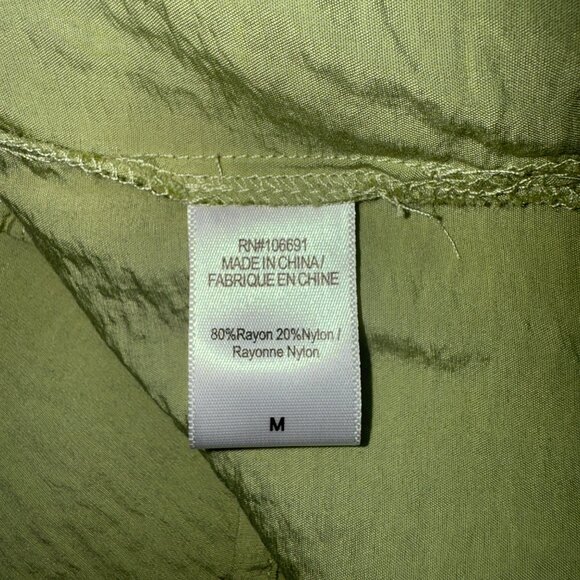 RN#106691
MADE IN CHINA/
FABRIQUE EN CHINE
80%Rayon 20%Nylon/
Rayonne Nylon
M